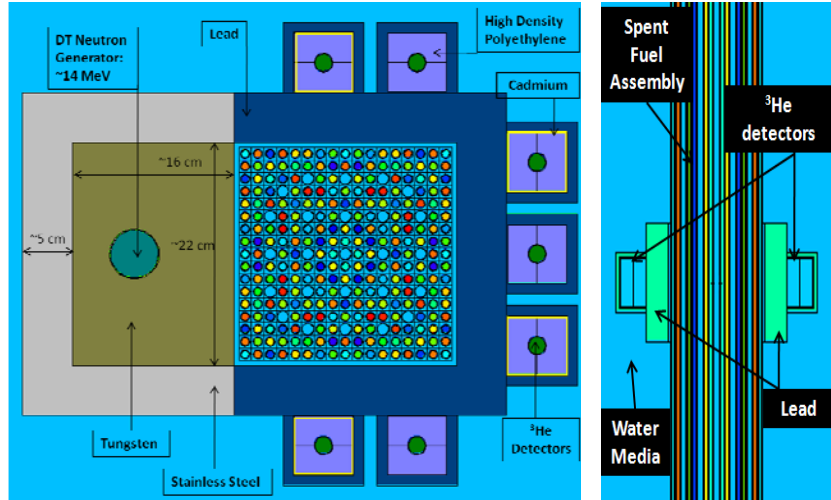 DT Neutron
Generator:
~14 MeV
Lead
High Density
Polyethylene
Cadmium
~16 cm
~5 cm
~22 cm
Tungsten
Stainless Steel
³He
Detectors
Spent
Fuel
Assembly
³He
detectors
Water
Media
Lead